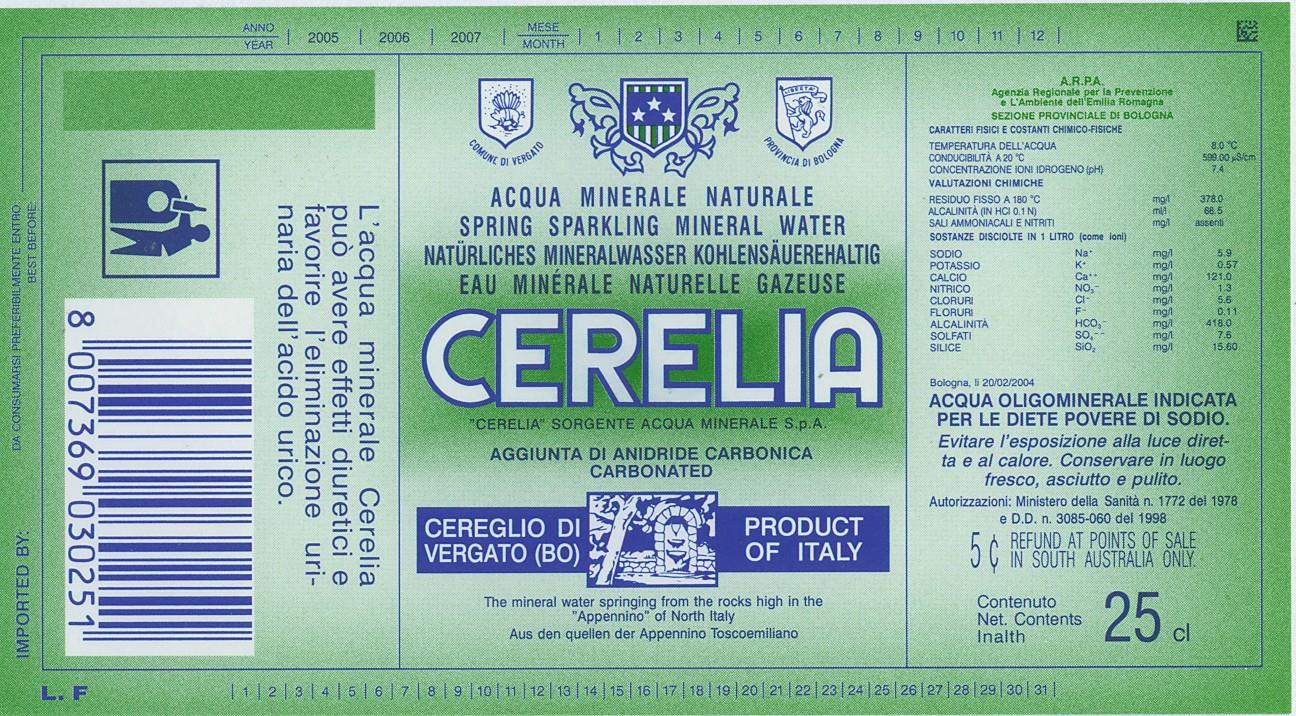 ANNO
YEAR
2005 | 2006 | 2007
MESE
MONTH
1 | 2 | 3 | 4 | 5 | 6 | 7 | 8 | 9 | 10 | 11 | 12
DA CONSUMARSI PREFERIBILMENTE ENTRO:
BEST BEFORE:
IMPORTED BY:
L'acqua minerale Cerelia
può avere effetti diuretici e
favorire l'eliminazione uri-
naria dell'acido urico.
8 007369 030251
COMUNE DI VERGATO
LIBERTAS
PROVINCIA DI BOLOGNA
ACQUA MINERALE NATURALE
SPRING SPARKLING MINERAL WATER
NATÜRLICHES MINERALWASSER KOHLENSÄUEREHALTIG
EAU MINÉRALE NATURELLE GAZEUSE
CERELIA
"CERELIA" SORGENTE ACQUA MINERALE S.p.A.
AGGIUNTA DI ANIDRIDE CARBONICA
CARBONATED
CEREGLIO DI
VERGATO (BO)
PRODUCT
OF ITALY
The mineral water springing from the rocks high in the
"Appennino" of North Italy
Aus den quellen der Appennino Toscoemiliano
A.R.P.A.
Agenzia Regionale per la Prevenzione
e L'Ambiente dell'Emilia Romagna
SEZIONE PROVINCIALE DI BOLOGNA
CARATTERI FISICI E COSTANTI CHIMICO-FISICHE
TEMPERATURA DELL'ACQUA 8.0 °C
CONDUCIBILITÀ A 20 °C 599.00 µS/cm
CONCENTRAZIONE IONI IDROGENO (pH) 7.4
VALUTAZIONI CHIMICHE
RESIDUO FISSO A 180 °C mg/l 378.0
ALCALINITÀ (IN HCl 0.1 N) ml/l 68.5
SALI AMMONIACALI E NITRITI mg/l assenti
SOSTANZE DISCIOLTE IN 1 LITRO (come ioni)
SODIO Na⁺ mg/l 5.9
POTASSIO K⁺ mg/l 0.57
CALCIO Ca⁺⁺ mg/l 121.0
NITRICO NO₃⁻ mg/l 1.3
CLORURI Cl⁻ mg/l 5.6
FLORURI F⁻ mg/l 0.11
ALCALINITÀ HCO₃⁻ mg/l 418.0
SOLFATI SO₄⁻⁻ mg/l 7.6
SILICE SiO₂ mg/l 15.60
Bologna, li 20/02/2004
ACQUA OLIGOMINERALE INDICATA
PER LE DIETE POVERE DI SODIO.
Evitare l'esposizione alla luce diret-
ta e al calore. Conservare in luogo
fresco, asciutto e pulito.
Autorizzazioni: Ministero della Sanità n. 1772 del 1978
e D.D. n. 3085-060 del 1998
5 ¢ REFUND AT POINTS OF SALE
IN SOUTH AUSTRALIA ONLY.
Contenuto
Net. Contents
Inalth
25 cl
L. F
1 | 2 | 3 | 4 | 5 | 6 | 7 | 8 | 9 | 10 | 11 | 12 | 13 | 14 | 15 | 16 | 17 | 18 | 19 | 20 | 21 | 22 | 23 | 24 | 25 | 26 | 27 | 28 | 29 | 30 | 31